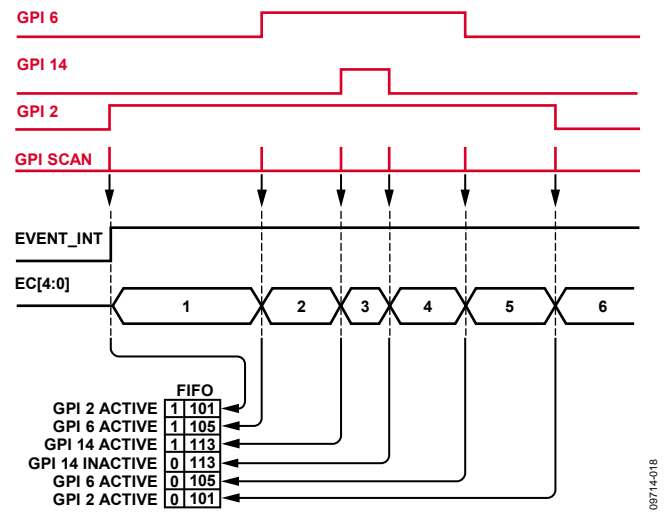 GPI 6
GPI 14
GPI 2
GPI SCAN
EVENT_INT
EC[4:0]
1 2 3 4 5 6
FIFO
GPI 2 ACTIVE 1 101
GPI 6 ACTIVE 1 105
GPI 14 ACTIVE 1 113
GPI 14 INACTIVE 0 113
GPI 6 ACTIVE 0 105
GPI 2 ACTIVE 0 101
09714-018